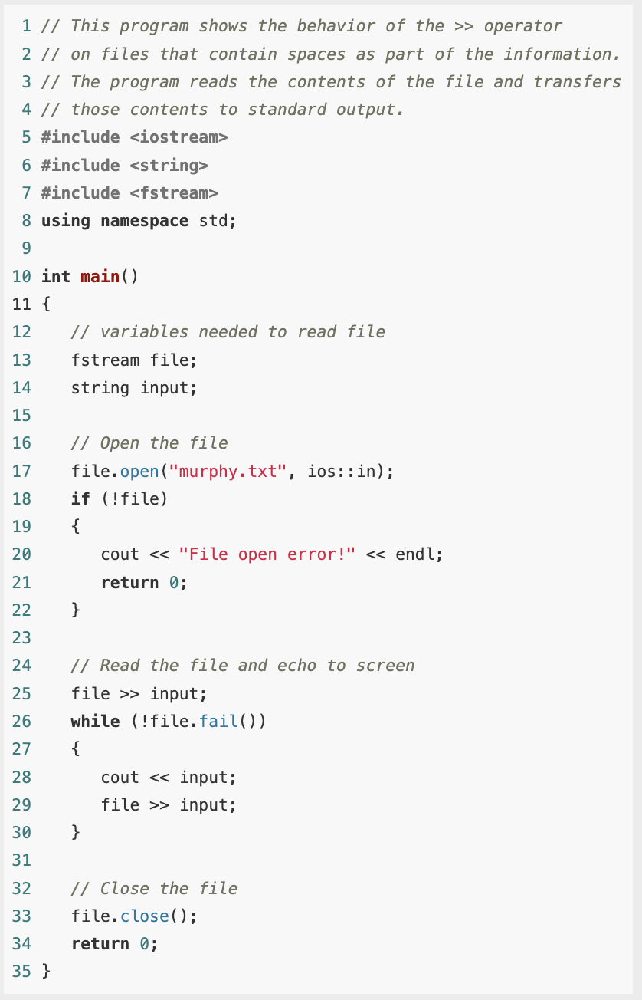 1 // This program shows the behavior of the >> operator
2 // on files that contain spaces as part of the information.
3 // The program reads the contents of the file and transfers
4 // those contents to standard output.
5 #include <iostream>
6 #include <string>
7 #include <fstream>
8 using namespace std;
9
10 int main()
11 {
12    // variables needed to read file
13    fstream file;
14    string input;
15
16    // Open the file
17    file.open("murphy.txt", ios::in);
18    if (!file)
19    {
20       cout << "File open error!" << endl;
21       return 0;
22    }
23
24    // Read the file and echo to screen
25    file >> input;
26    while (!file.fail())
27    {
28       cout << input;
29       file >> input;
30    }
31
32    // Close the file
33    file.close();
34    return 0;
35 }